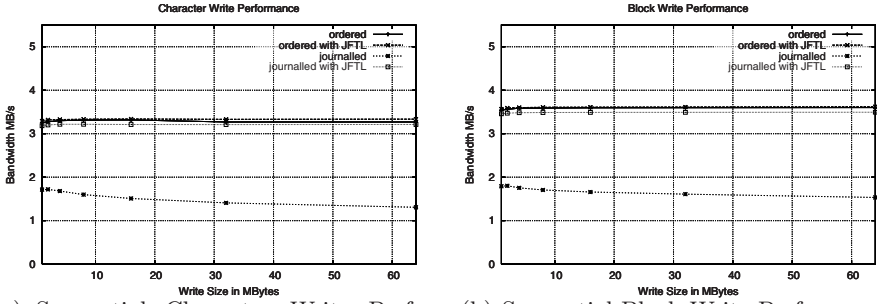 Character Write Performance
Bandwidth MB/s
5
4
3
2
1
0
ordered
ordered with JFTL
journalled
journalled with JFTL
10 20 30 40 50 60
Write Size in MBytes
Block Write Performance
Bandwidth MB/s
5
4
3
2
1
0
ordered
ordered with JFTL
journalled
journalled with JFTL
10 20 30 40 50 60
Write Size in MBytes
(b) Sequential Block Write